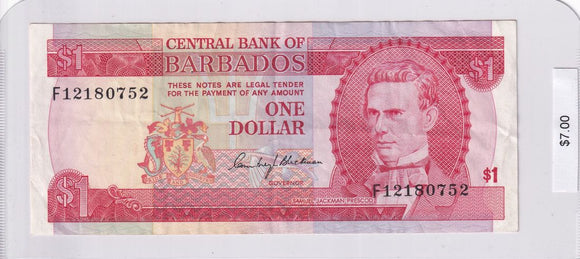 $1
CENTRAL BANK OF
BARBADOS
THESE NOTES ARE LEGAL TENDER
FOR THE PAYMENT OF ANY AMOUNT
$1
F12180752
ONE
DOLLAR
GOVERNOR
F12180752
$1
$1
SAMUEL JACKMAN PRESCOD
$7.00